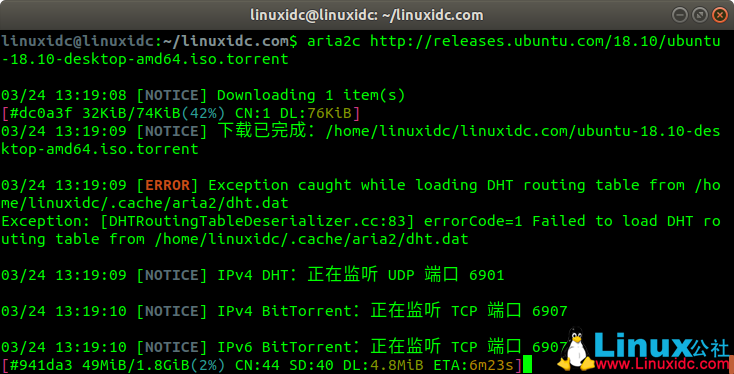 linuxidc@linuxidc: ~/linuxidc.com
linuxidc@linuxidc:~/linuxidc.com$ aria2c http://releases.ubuntu.com/18.10/ubuntu
-18.10-desktop-amd64.iso.torrent
03/24 13:19:08 [NOTICE] Downloading 1 item(s)
[#dc0a3f 32KiB/74KiB(42%) CN:1 DL:76KiB]
03/24 13:19:09 [NOTICE] 下载已完成：/home/linuxidc/linuxidc.com/ubuntu-18.10-des
ktop-amd64.iso.torrent
03/24 13:19:09 [ERROR] Exception caught while loading DHT routing table from /ho
me/linuxidc/.cache/aria2/dht.dat
Exception: [DHTRoutingTableDeserializer.cc:83] errorCode=1 Failed to load DHT ro
uting table from /home/linuxidc/.cache/aria2/dht.dat
03/24 13:19:09 [NOTICE] IPv4 DHT：正在监听 UDP 端口 6901
03/24 13:19:10 [NOTICE] IPv4 BitTorrent：正在监听 TCP 端口 6907
03/24 13:19:10 [NOTICE] IPv6 BitTorrent：正在监听 TCP 端口 6907
[#941da3 49MiB/1.8GiB(2%) CN:44 SD:40 DL:4.8MiB ETA:6m23s]
Linux公社
www.Linuxidc.com